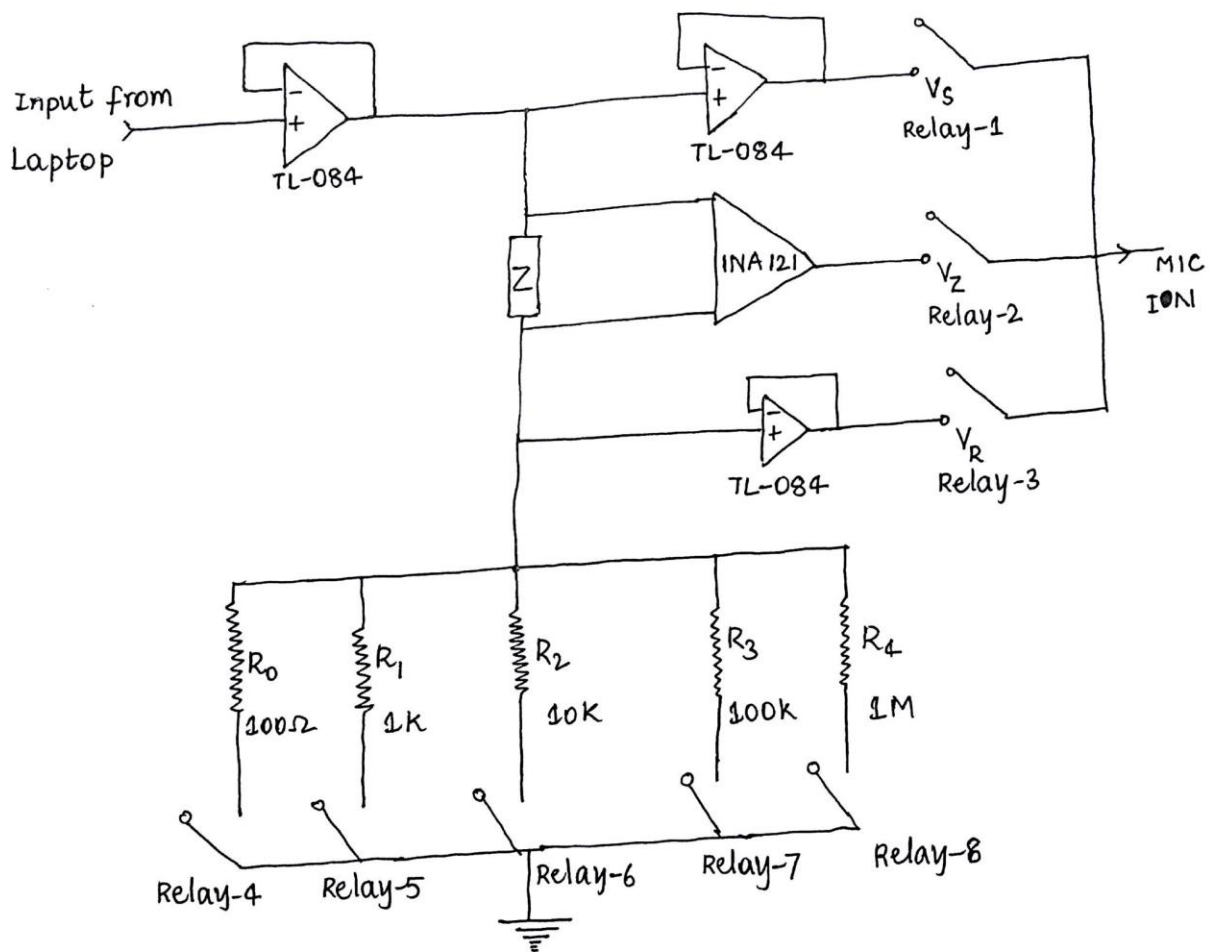 Input from
Laptop
-
+
TL-084
-
+
TL-084
Vs
Relay-1
Z
INA121
Vz
Relay-2
MIC
ION
-
+
TL-084
VR
Relay-3
R0
100Ω
R1
1K
R2
10K
R3
100k
R4
1M
Relay-4
Relay-5
Relay-6
Relay-7
Relay-8